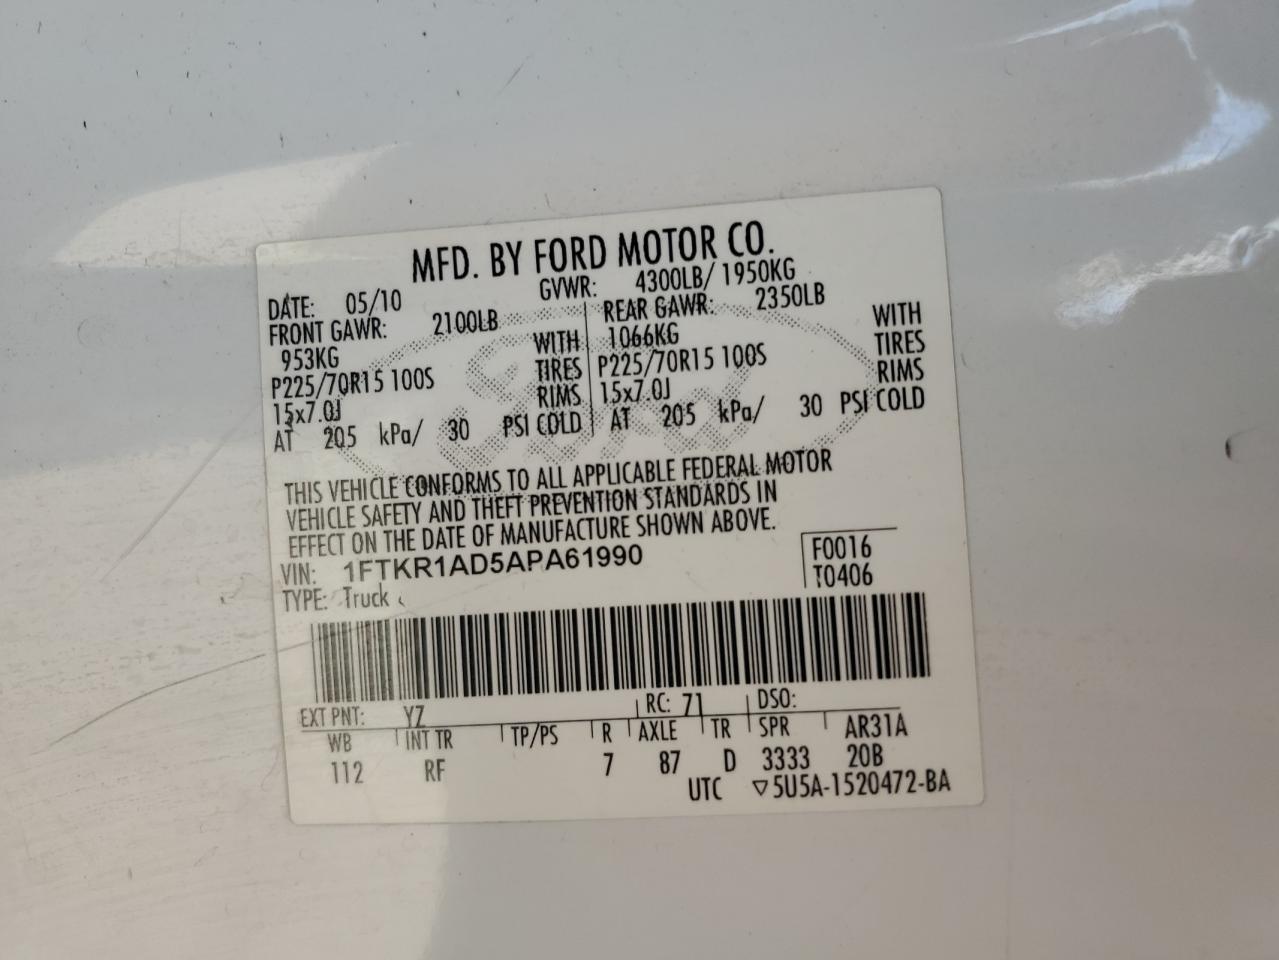 MFD. BY FORD MOTOR CO.
DATE: 05/10 GVWR: 4300LB/ 1950KG
FRONT GAWR: 2100LB REAR GAWR: 2350LB
953KG WITH 1066KG WITH
P225/70R15 100S TIRES P225/70R15 100S TIRES
15x7.0J RIMS 15x7.0J RIMS
AT 205 kPa/ 30 PSI COLD AT 205 kPa/ 30 PSI COLD
THIS VEHICLE CONFORMS TO ALL APPLICABLE FEDERAL MOTOR
VEHICLE SAFETY AND THEFT PREVENTION STANDARDS IN
EFFECT ON THE DATE OF MANUFACTURE SHOWN ABOVE.
VIN: 1FTKR1AD5APA61990 F0016
TYPE: Truck T0406
EXT PNT: YZ RC: 71 DSO:
WB INT TR TP/PS R AXLE TR SPR AR31A
112 RF 7 87 D 3333 20B
UTC ▽5U5A-1520472-BA
Ford